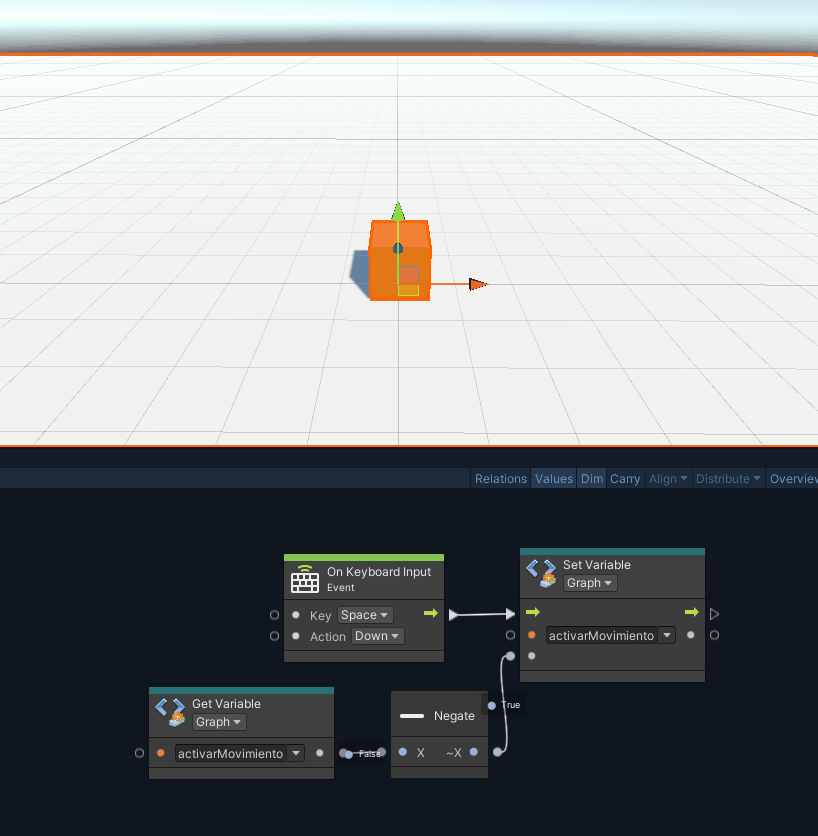 Relations Values Dim Carry Align Distribute Overview
On Keyboard Input
Event
Key Space
Action Down
Set Variable
Graph
activarMovimiento
Get Variable
Graph
activarMovimiento
False
Negate
X ~X
True